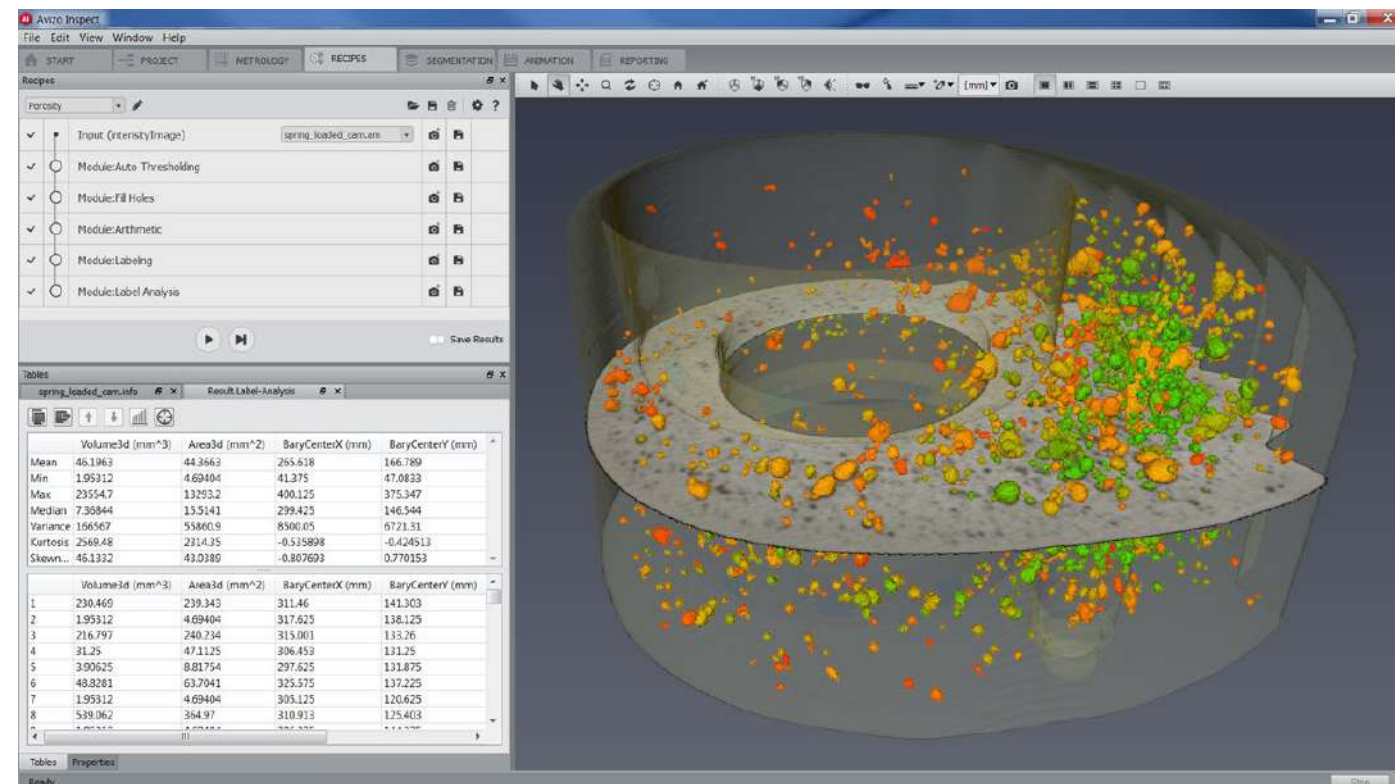 Avizo Inspect
File Edit View Window Help
START PROJECT METROLOGY RECIPES SEGMENTATION ANIMATION REPORTING
Recipes
Porosity
Input (IntensityImage) spring_loaded_cam.am
Module:Auto Thresholding
Module:Fill Holes
Module:Arithmetic
Module:Labeling
Module:Label Analysis
Save Results
[mm]
Tables
spring_loaded_cam.info Result Label-Analysis
Volume3d (mm^3) Area3d (mm^2) BaryCenterX (mm) BaryCenterY (mm)
Mean 46.1963 44.3663 265.618 166.789
Min 1.95312 4.69404 41.375 47.0833
Max 23554.7 13293.2 400.125 375.347
Median 7.36844 15.5141 299.425 146.544
Variance 166567 55860.9 8500.05 6721.31
Kurtosis 2569.48 2314.35 -0.535898 -0.424513
Skewn... 46.1332 43.0389 -0.807693 0.770153
Volume3d (mm^3) Area3d (mm^2) BaryCenterX (mm) BaryCenterY (mm)
1 230.469 239.343 311.46 141.303
2 1.95312 4.69404 317.625 138.125
3 216.797 240.234 315.001 133.26
4 31.25 47.1125 306.453 131.25
5 3.90625 8.81754 297.625 131.875
6 48.8281 63.7041 325.575 137.225
7 1.95312 4.69404 305.125 120.625
8 539.062 364.97 310.913 125.403
Tables Properties
Ready
Stop